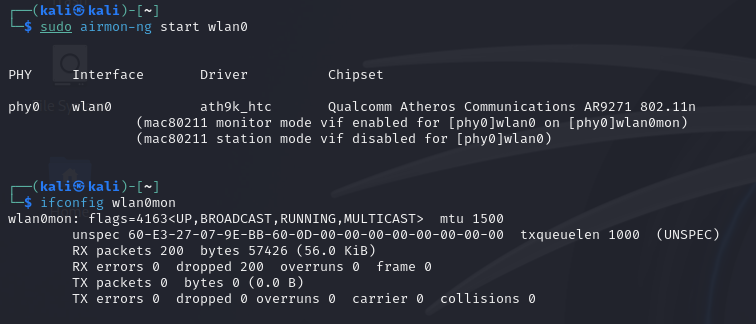 ┌──(kali㉿kali)-[~]
└─$ sudo airmon-ng start wlan0
PHY     Interface       Driver          Chipset
phy0    wlan0           ath9k_htc       Qualcomm Atheros Communications AR9271 802.11n
                (mac80211 monitor mode vif enabled for [phy0]wlan0 on [phy0]wlan0mon)
                (mac80211 station mode vif disabled for [phy0]wlan0)
┌──(kali㉿kali)-[~]
└─$ ifconfig wlan0mon
wlan0mon: flags=4163<UP,BROADCAST,RUNNING,MULTICAST>  mtu 1500
        unspec 60-E3-27-07-9E-BB-60-0D-00-00-00-00-00-00-00-00  txqueuelen 1000  (UNSPEC)
        RX packets 200  bytes 57426 (56.0 KiB)
        RX errors 0  dropped 200  overruns 0  frame 0
        TX packets 0  bytes 0 (0.0 B)
        TX errors 0  dropped 0 overruns 0  carrier 0  collisions 0